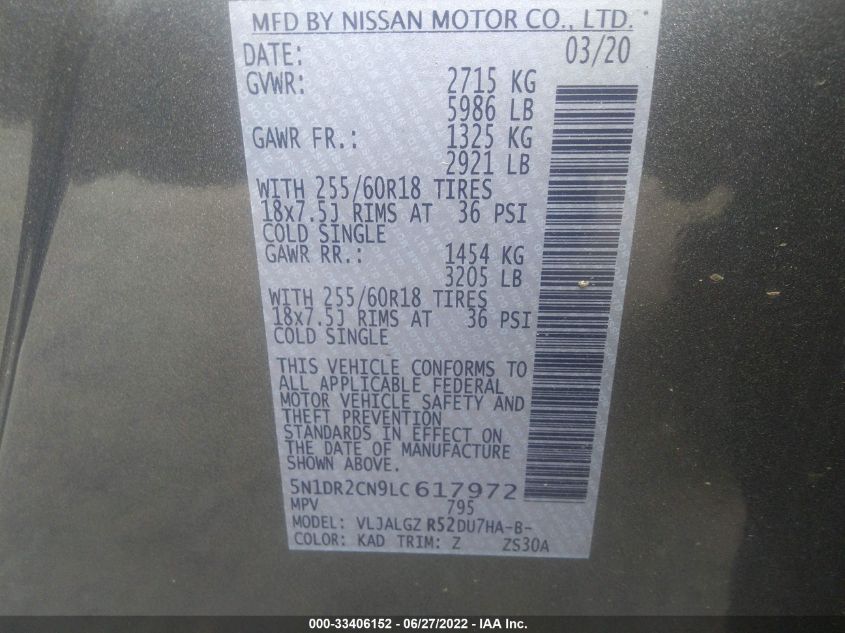 MFD BY NISSAN MOTOR CO., LTD.
DATE: 03/20
GVWR: 2715 KG
5986 LB
GAWR FR.: 1325 KG
2921 LB
WITH 255/60R18 TIRES
18x7.5J RIMS AT 36 PSI
COLD SINGLE
GAWR RR.: 1454 KG
3205 LB
WITH 255/60R18 TIRES
18x7.5J RIMS AT 36 PSI
COLD SINGLE
THIS VEHICLE CONFORMS TO
ALL APPLICABLE FEDERAL
MOTOR VEHICLE SAFETY AND
THEFT PREVENTION
STANDARDS IN EFFECT ON
THE DATE OF MANUFACTURE
SHOWN ABOVE.
5N1DR2CN9LC617972
MPV 795
MODEL: VLJALGZ R52DU7HA-B-
COLOR: KAD TRIM: Z ZS30A
000-33406152 - 06/27/2022 - IAA Inc.